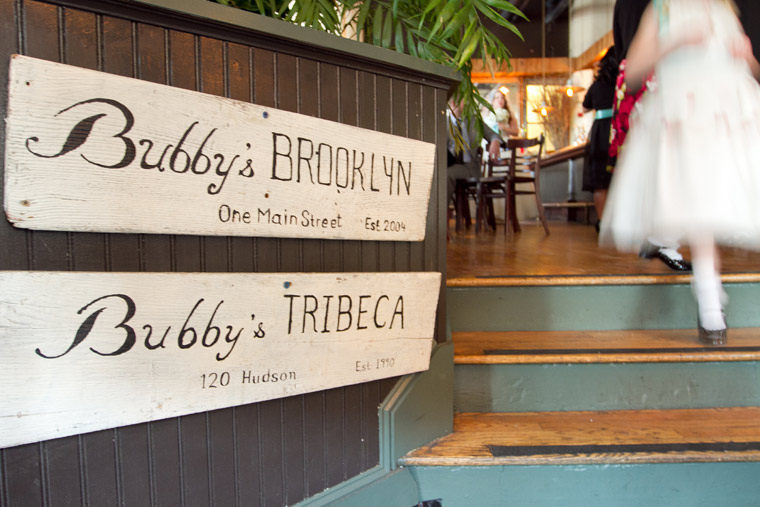 Bubby's BROOKLYN
One Main Street Est. 2004
Bubby's TRIBECA
120 Hudson Est. 1990